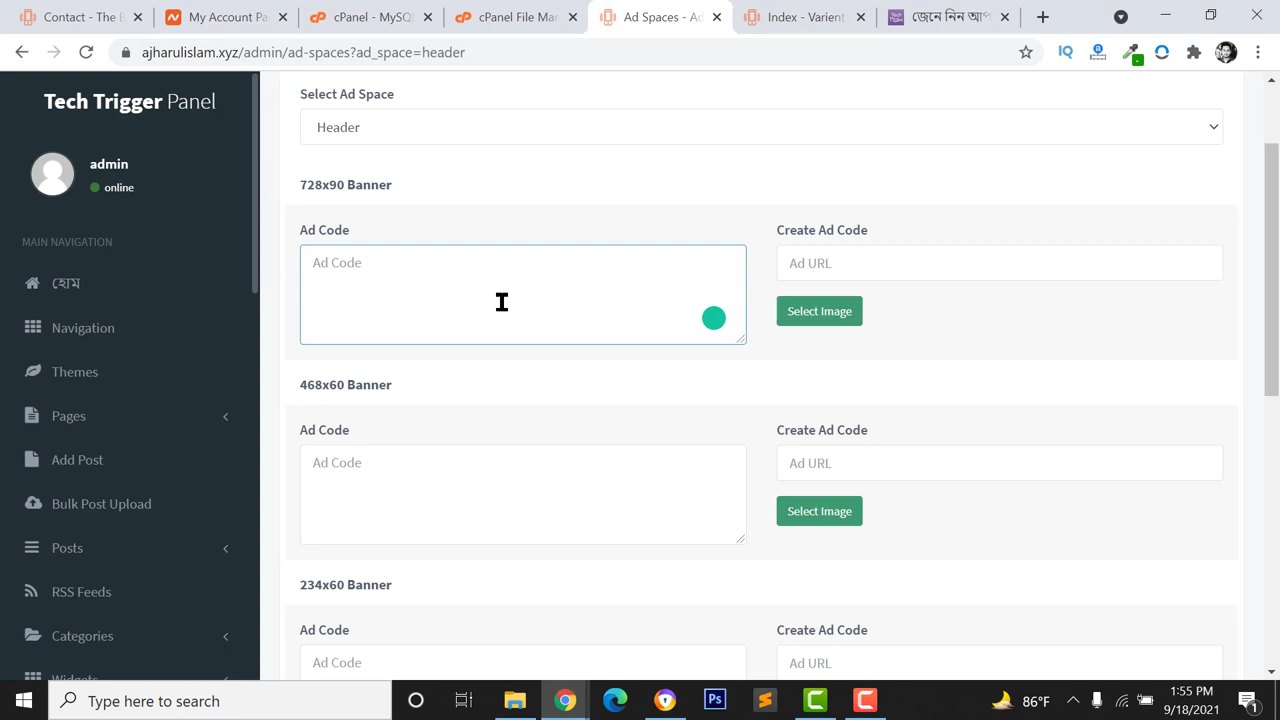 Contact - The B
My Account Pa
cPanel - MySQL
cPanel File Man
Ad Spaces - Ad
Index - Varient
জেনে নিন আপ
ajharulislam.xyz/admin/ad-spaces?ad_space=header
Tech Trigger Panel
admin
online
MAIN NAVIGATION
হোম
Navigation
Themes
Pages
Add Post
Bulk Post Upload
Posts
RSS Feeds
Categories
Widgets
Select Ad Space
Header
728x90 Banner
Ad Code
Create Ad Code
Ad Code
Ad URL
Select Image
468x60 Banner
Ad Code
Create Ad Code
Ad Code
Ad URL
Select Image
234x60 Banner
Ad Code
Create Ad Code
Ad Code
Ad URL
Type here to search
86°F
1:55 PM
9/18/2021